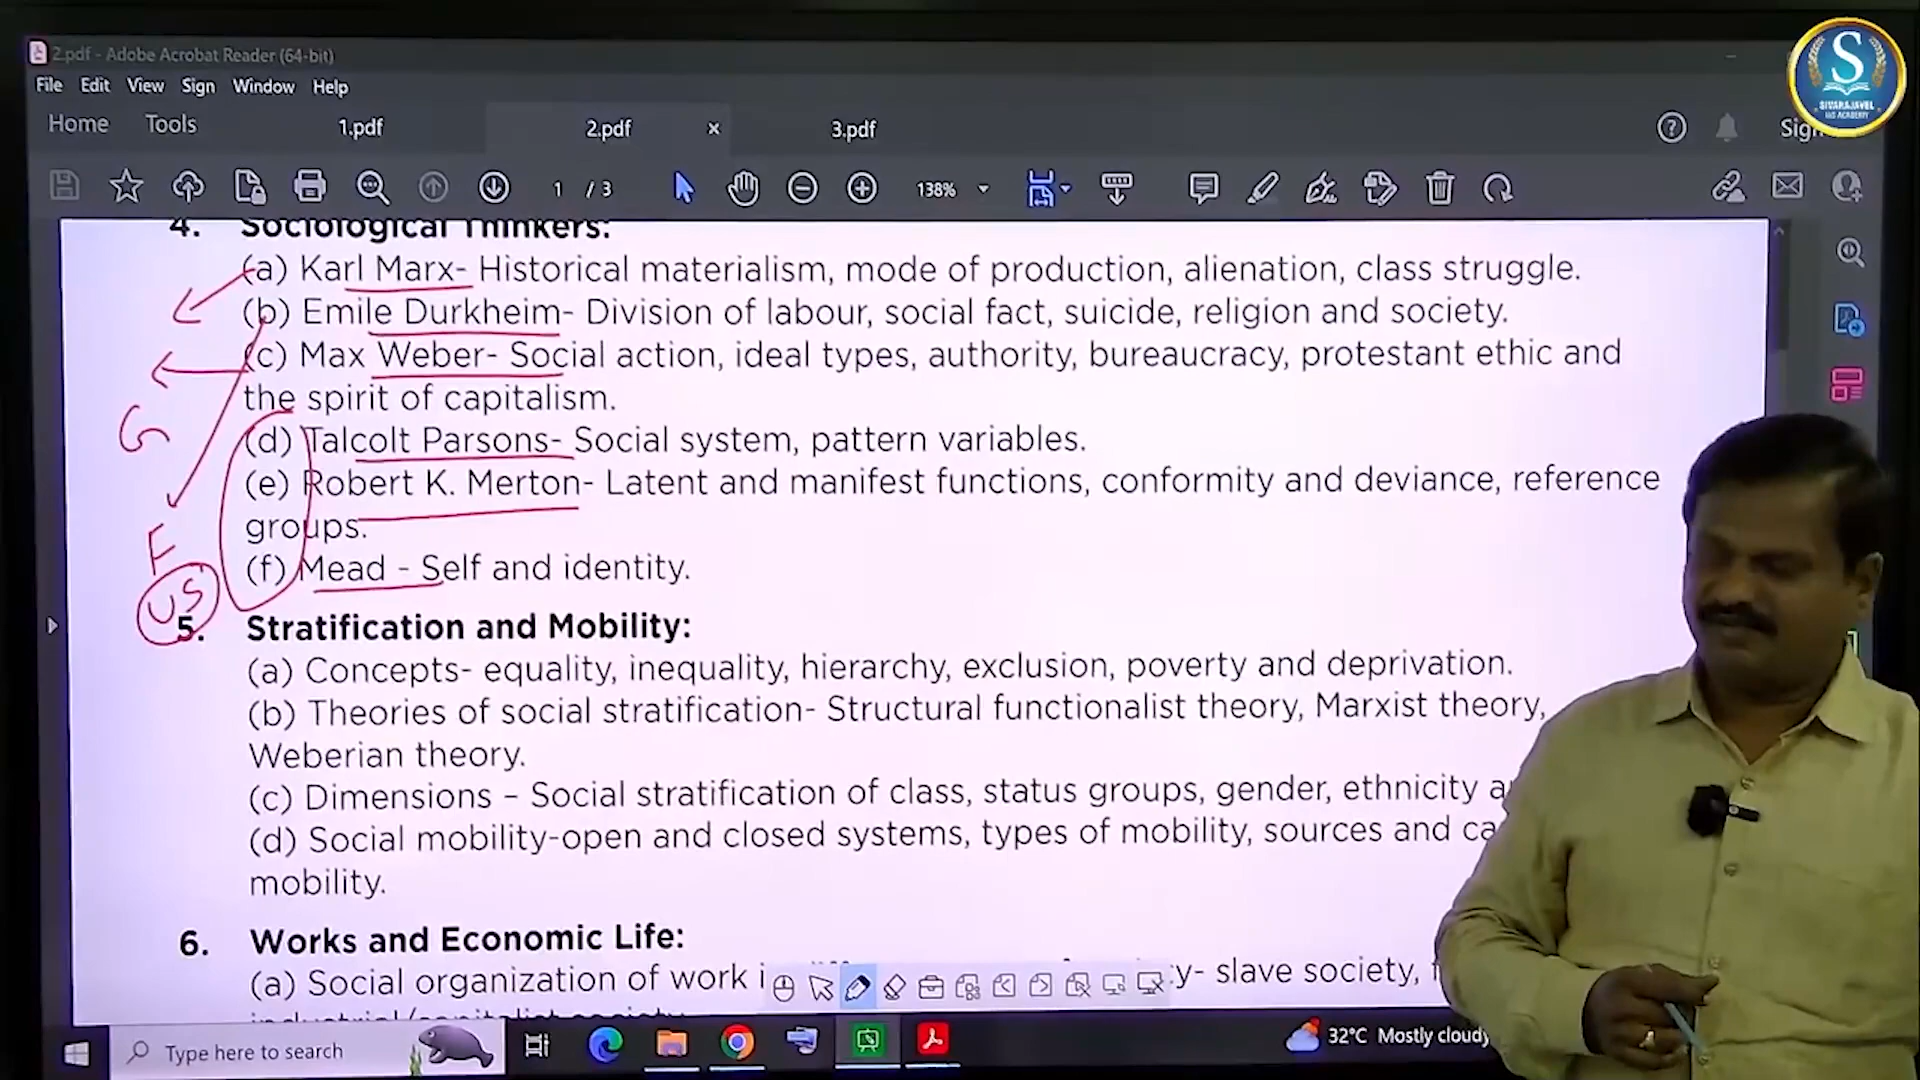 2.pdf - Adobe Acrobat Reader (64-bit)
File Edit View Sign Window Help
Home Tools 1.pdf 2.pdf × 3.pdf
S
SIVARAJAVEL
IAS ACADEMY
Sign
1 / 3 138%
4. Sociological Thinkers:
(a) Karl Marx- Historical materialism, mode of production, alienation, class struggle.
(b) Emile Durkheim- Division of labour, social fact, suicide, religion and society.
(c) Max Weber- Social action, ideal types, authority, bureaucracy, protestant ethic and
the spirit of capitalism.
G
(d) Talcolt Parsons- Social system, pattern variables.
(e) Robert K. Merton- Latent and manifest functions, conformity and deviance, reference
groups.
F
(f) Mead - Self and identity.
US
5. Stratification and Mobility:
(a) Concepts- equality, inequality, hierarchy, exclusion, poverty and deprivation.
(b) Theories of social stratification- Structural functionalist theory, Marxist theory,
Weberian theory.
(c) Dimensions – Social stratification of class, status groups, gender, ethnicity
(d) Social mobility-open and closed systems, types of mobility, sources and
mobility.
6. Works and Economic Life:
(a) Social organization of work - slave society,
industrial/capitalist society
Type here to search 32°C Mostly cloudy